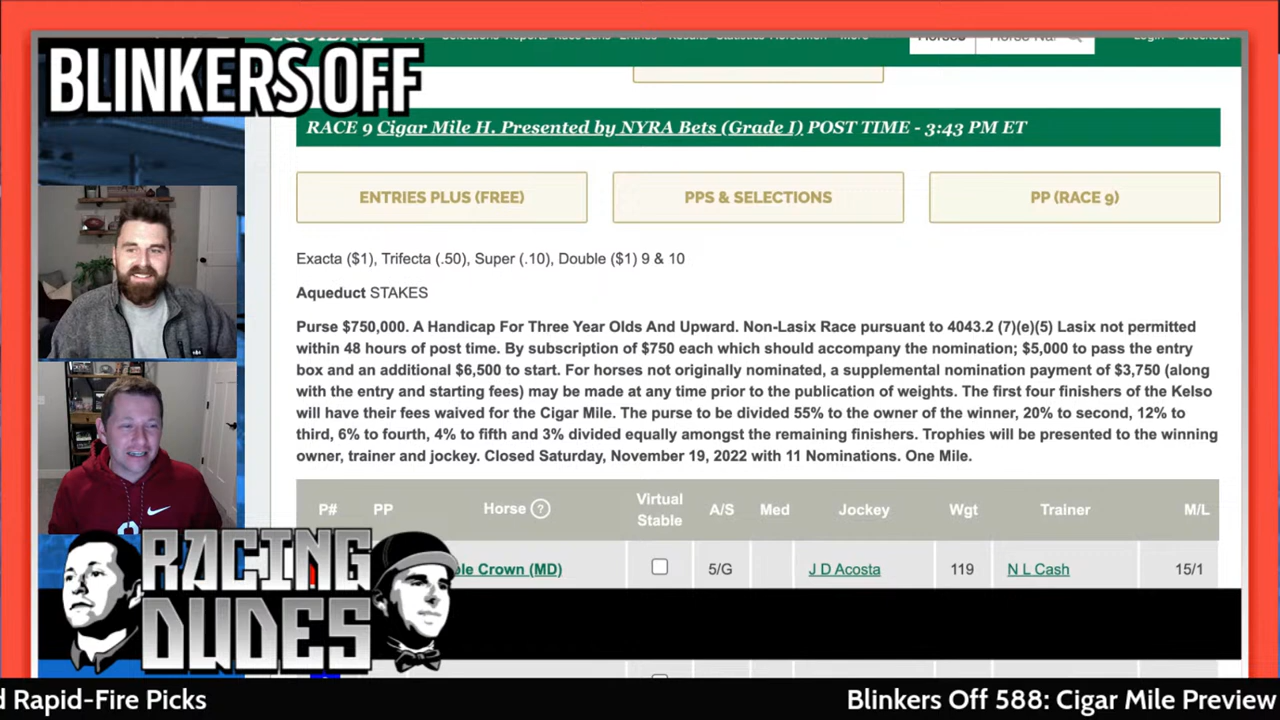 BLINKERS OFF
RACE 9 Cigar Mile H. Presented by NYRA Bets (Grade I) POST TIME - 3:43 PM ET
ENTRIES PLUS (FREE)
PPS & SELECTIONS
PP (RACE 9)
Exacta ($1), Trifecta (.50), Super (.10), Double ($1) 9 & 10
Aqueduct STAKES
Purse $750,000. A Handicap For Three Year Olds And Upward. Non-Lasix Race pursuant to 4043.2 (7)(e)(5) Lasix not permitted
within 48 hours of post time. By subscription of $750 each which should accompany the nomination; $5,000 to pass the entry
box and an additional $6,500 to start. For horses not originally nominated, a supplemental nomination payment of $3,750 (along
with the entry and starting fees) may be made at any time prior to the publication of weights. The first four finishers of the Kelso
will have their fees waived for the Cigar Mile. The purse to be divided 55% to the owner of the winner, 20% to second, 12% to
third, 6% to fourth, 4% to fifth and 3% divided equally amongst the remaining finishers. Trophies will be presented to the winning
owner, trainer and jockey. Closed Saturday, November 19, 2022 with 11 Nominations. One Mile.
P# PP Horse ? Virtual Stable A/S Med Jockey Wgt Trainer M/L
ole Crown (MD) 5/G J D Acosta 119 N L Cash 15/1
RACING
DUDES
d Rapid-Fire Picks
Blinkers Off 588: Cigar Mile Preview